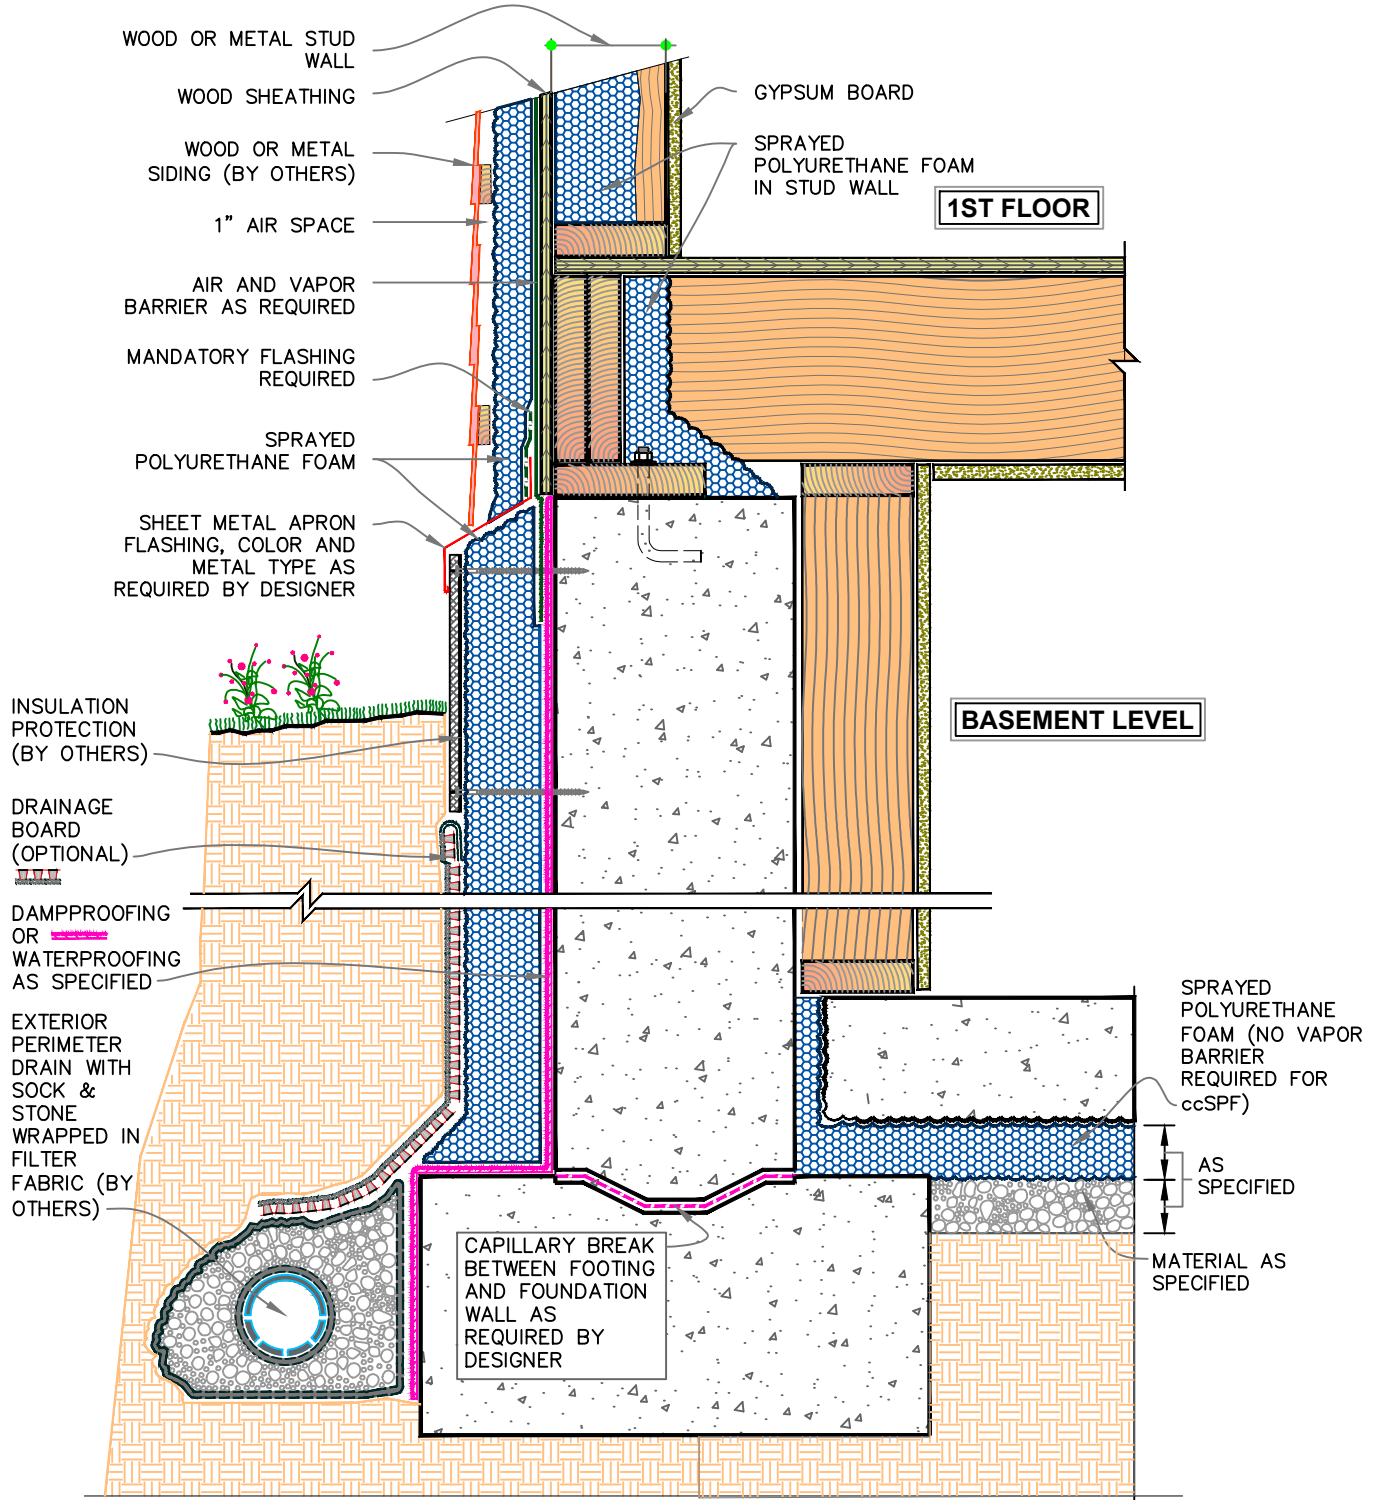 WOOD OR METAL STUD
WALL
WOOD SHEATHING
WOOD OR METAL
SIDING (BY OTHERS)
1" AIR SPACE
AIR AND VAPOR
BARRIER AS REQUIRED
MANDATORY FLASHING
REQUIRED
SPRAYED
POLYURETHANE FOAM
SHEET METAL APRON
FLASHING, COLOR AND
METAL TYPE AS
REQUIRED BY DESIGNER
GYPSUM BOARD
SPRAYED
POLYURETHANE FOAM
IN STUD WALL
1ST FLOOR
BASEMENT LEVEL
INSULATION
PROTECTION
(BY OTHERS)
DRAINAGE
BOARD
(OPTIONAL)
DAMPPROOFING
OR
WATERPROOFING
AS SPECIFIED
EXTERIOR
PERIMETER
DRAIN WITH
SOCK &
STONE
WRAPPED IN
FILTER
FABRIC (BY
OTHERS)
SPRAYED
POLYURETHANE
FOAM (NO VAPOR
BARRIER
REQUIRED FOR
ccSPF)
AS
SPECIFIED
MATERIAL AS
SPECIFIED
CAPILLARY BREAK
BETWEEN FOOTING
AND FOUNDATION
WALL AS
REQUIRED BY
DESIGNER